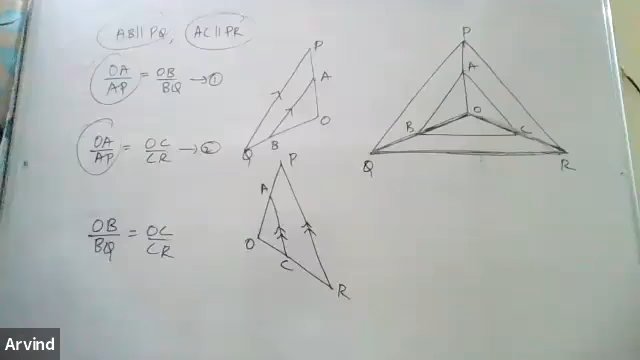 AB||PQ, AC||PR
OA/AP = OB/BQ → ①
OA/AP = OC/CR → ②
OB/BQ = OC/CR
P
A
O
B
Q
P
A
O
C
R
P
A
O
B
C
Q
R
Arvind